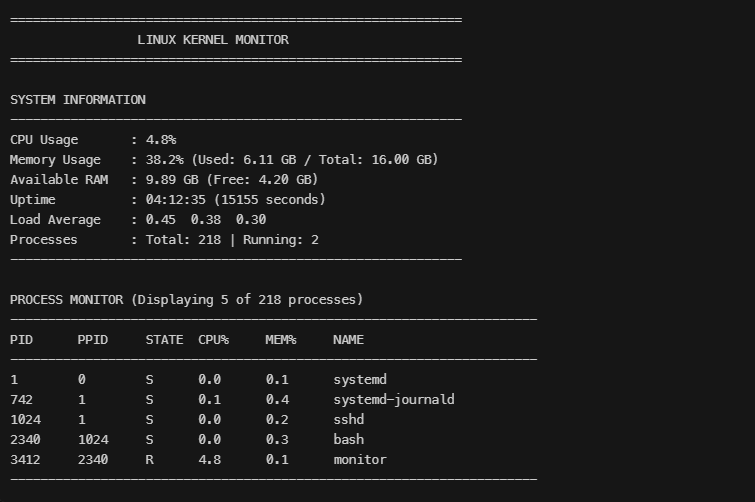 ============================================================
                 LINUX KERNEL MONITOR
============================================================
SYSTEM INFORMATION
------------------------------------------------------------
CPU Usage       : 4.8%
Memory Usage    : 38.2% (Used: 6.11 GB / Total: 16.00 GB)
Available RAM   : 9.89 GB (Free: 4.20 GB)
Uptime          : 04:12:35 (15155 seconds)
Load Average    : 0.45  0.38  0.30
Processes       : Total: 218 | Running: 2
------------------------------------------------------------
PROCESS MONITOR (Displaying 5 of 218 processes)
----------------------------------------------------------------------
PID      PPID     STATE  CPU%     MEM%     NAME
----------------------------------------------------------------------
1        0        S      0.0      0.1      systemd
742      1        S      0.1      0.4      systemd-journald
1024     1        S      0.0      0.2      sshd
2340     1024     S      0.0      0.3      bash
3412     2340     R      4.8      0.1      monitor
----------------------------------------------------------------------